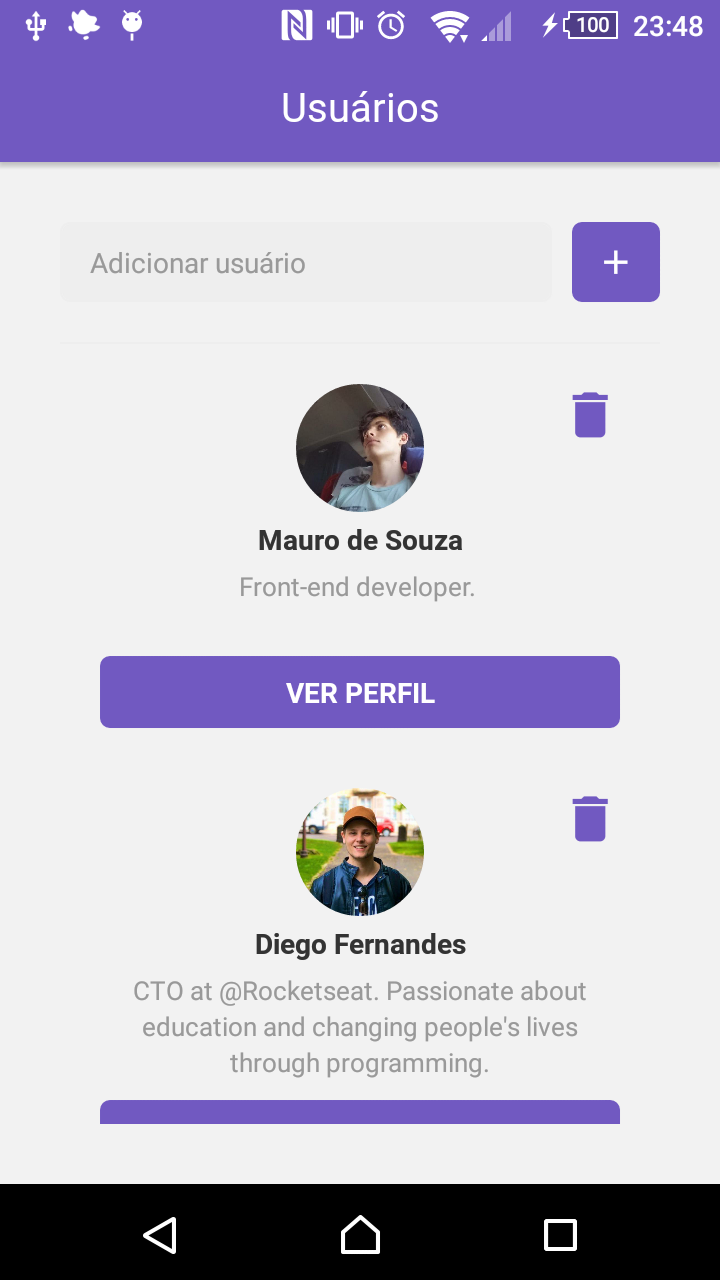 100 23:48
Usuários
Adicionar usuário
+
Mauro de Souza
Front-end developer.
VER PERFIL
Diego Fernandes
CTO at @Rocketseat. Passionate about
education and changing people's lives
through programming.